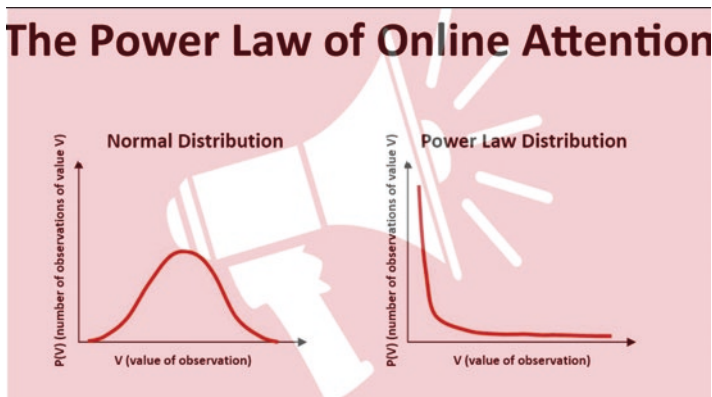 The Power Law of Online Attention
Normal Distribution
P(V) (number of observations of value V)
V (value of observation)
Power Law Distribution
P(V) (number of observations of value V)
V (value of observation)